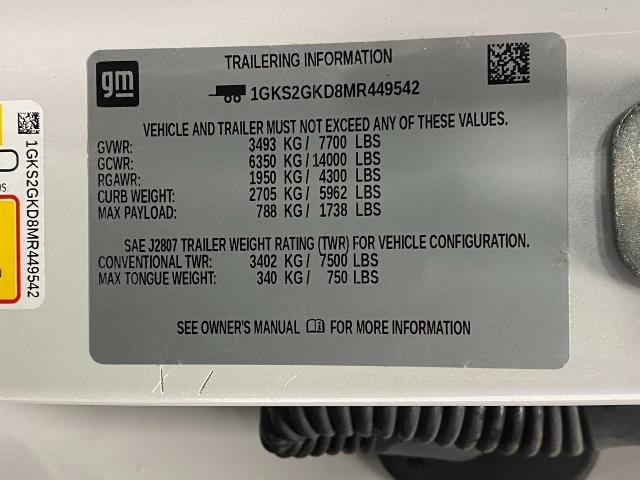 gm
TRAILERING INFORMATION
1GKS2GKD8MR449542
VEHICLE AND TRAILER MUST NOT EXCEED ANY OF THESE VALUES.
GVWR: 3493 KG / 7700 LBS
GCWR: 6350 KG / 14000 LBS
RGAWR: 1950 KG / 4300 LBS
CURB WEIGHT: 2705 KG / 5962 LBS
MAX PAYLOAD: 788 KG / 1738 LBS
SAE J2807 TRAILER WEIGHT RATING (TWR) FOR VEHICLE CONFIGURATION.
CONVENTIONAL TWR: 3402 KG / 7500 LBS
MAX TONGUE WEIGHT: 340 KG / 750 LBS
SEE OWNER'S MANUAL FOR MORE INFORMATION
1GKS2GKD8MR449542